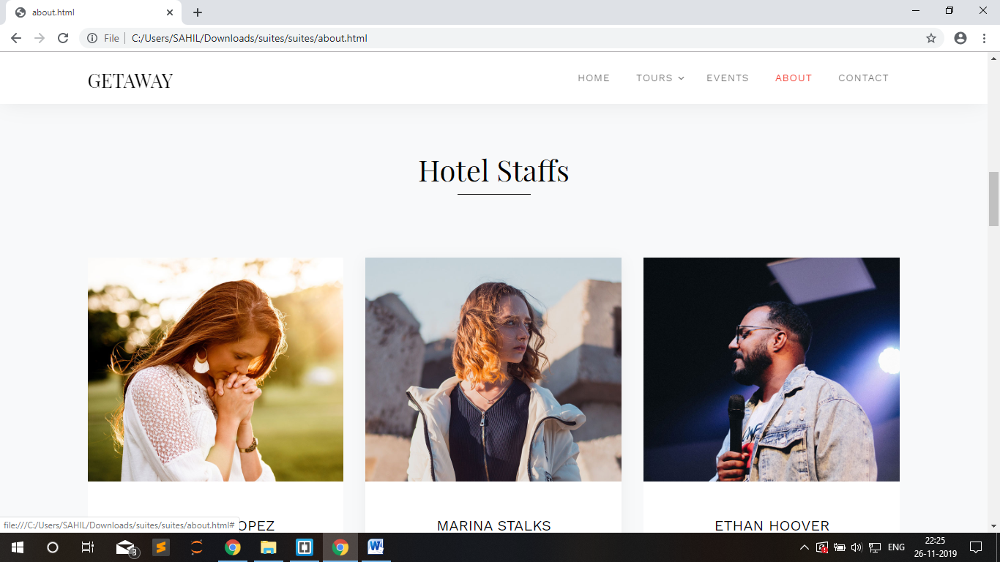 about.html
File C:/Users/SAHIL/Downloads/suites/suites/about.html
GETAWAY
HOME TOURS EVENTS ABOUT CONTACT
Hotel Staffs
OPEZ
MARINA STALKS
ETHAN HOOVER
file:///C:/Users/SAHIL/Downloads/suites/suites/about.html#
3
ENG
22:25
26-11-2019